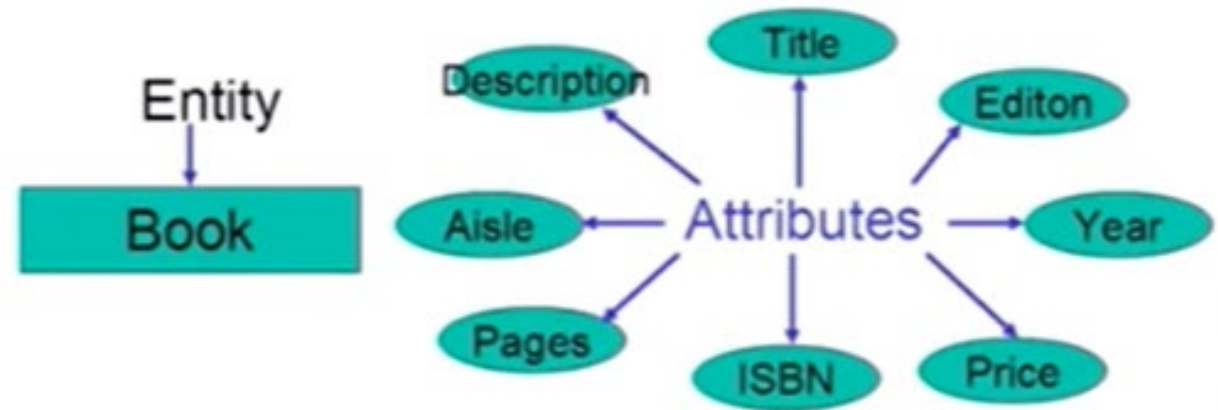 Entity
Book
Title
Description
Editon
Aisle
Attributes
Year
Pages
ISBN
Price